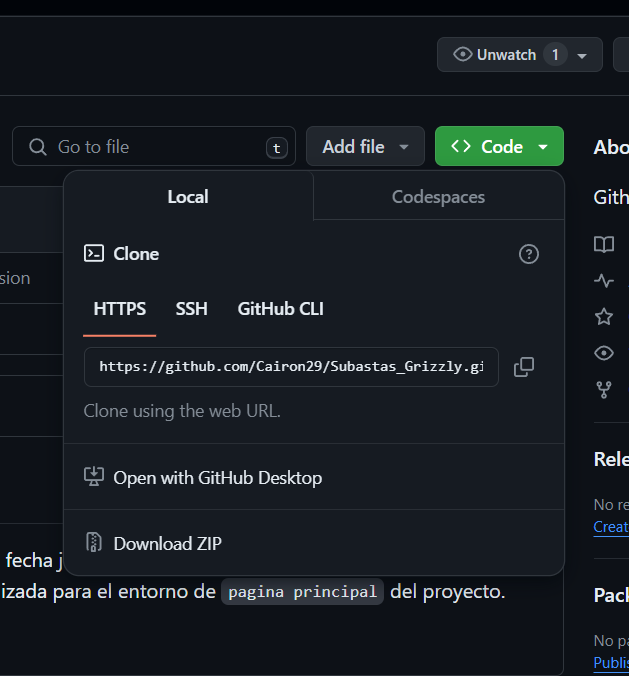 Unwatch 1
Go to file t
Add file
<> Code
Local
Codespaces
Clone
HTTPS
SSH
GitHub CLI
https://github.com/Cairon29/Subastas_Grizzly.gi
Clone using the web URL.
Open with GitHub Desktop
Download ZIP
sion
fecha j
izada para el entorno de pagina principal del proyecto.
Abo
Gith
Rele
No re
Creat
Pack
No pa
Publis